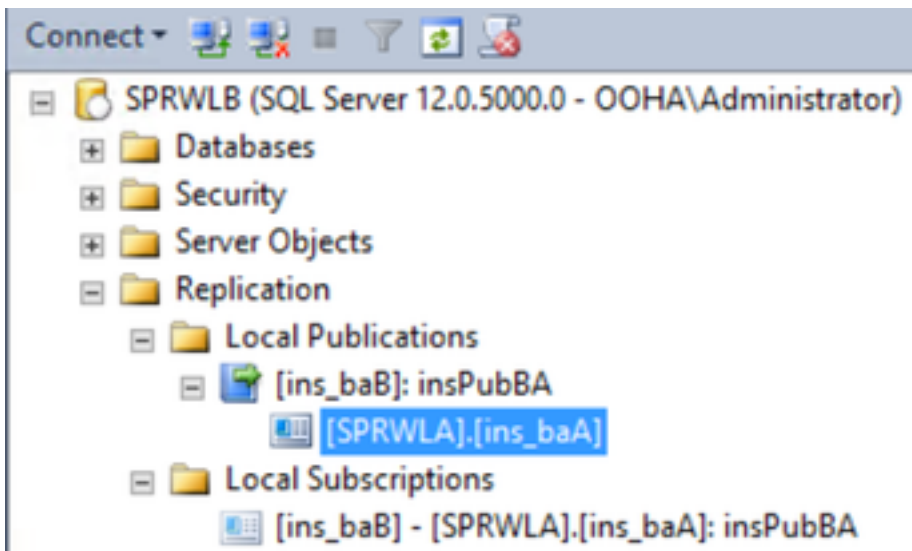 Connect
SPRWLB (SQL Server 12.0.5000.0 - OOHA\Administrator)
Databases
Security
Server Objects
Replication
Local Publications
[ins_baB]: insPubBA
[SPRWLA].[ins_baA]
Local Subscriptions
[ins_baB] - [SPRWLA].[ins_baA]: insPubBA